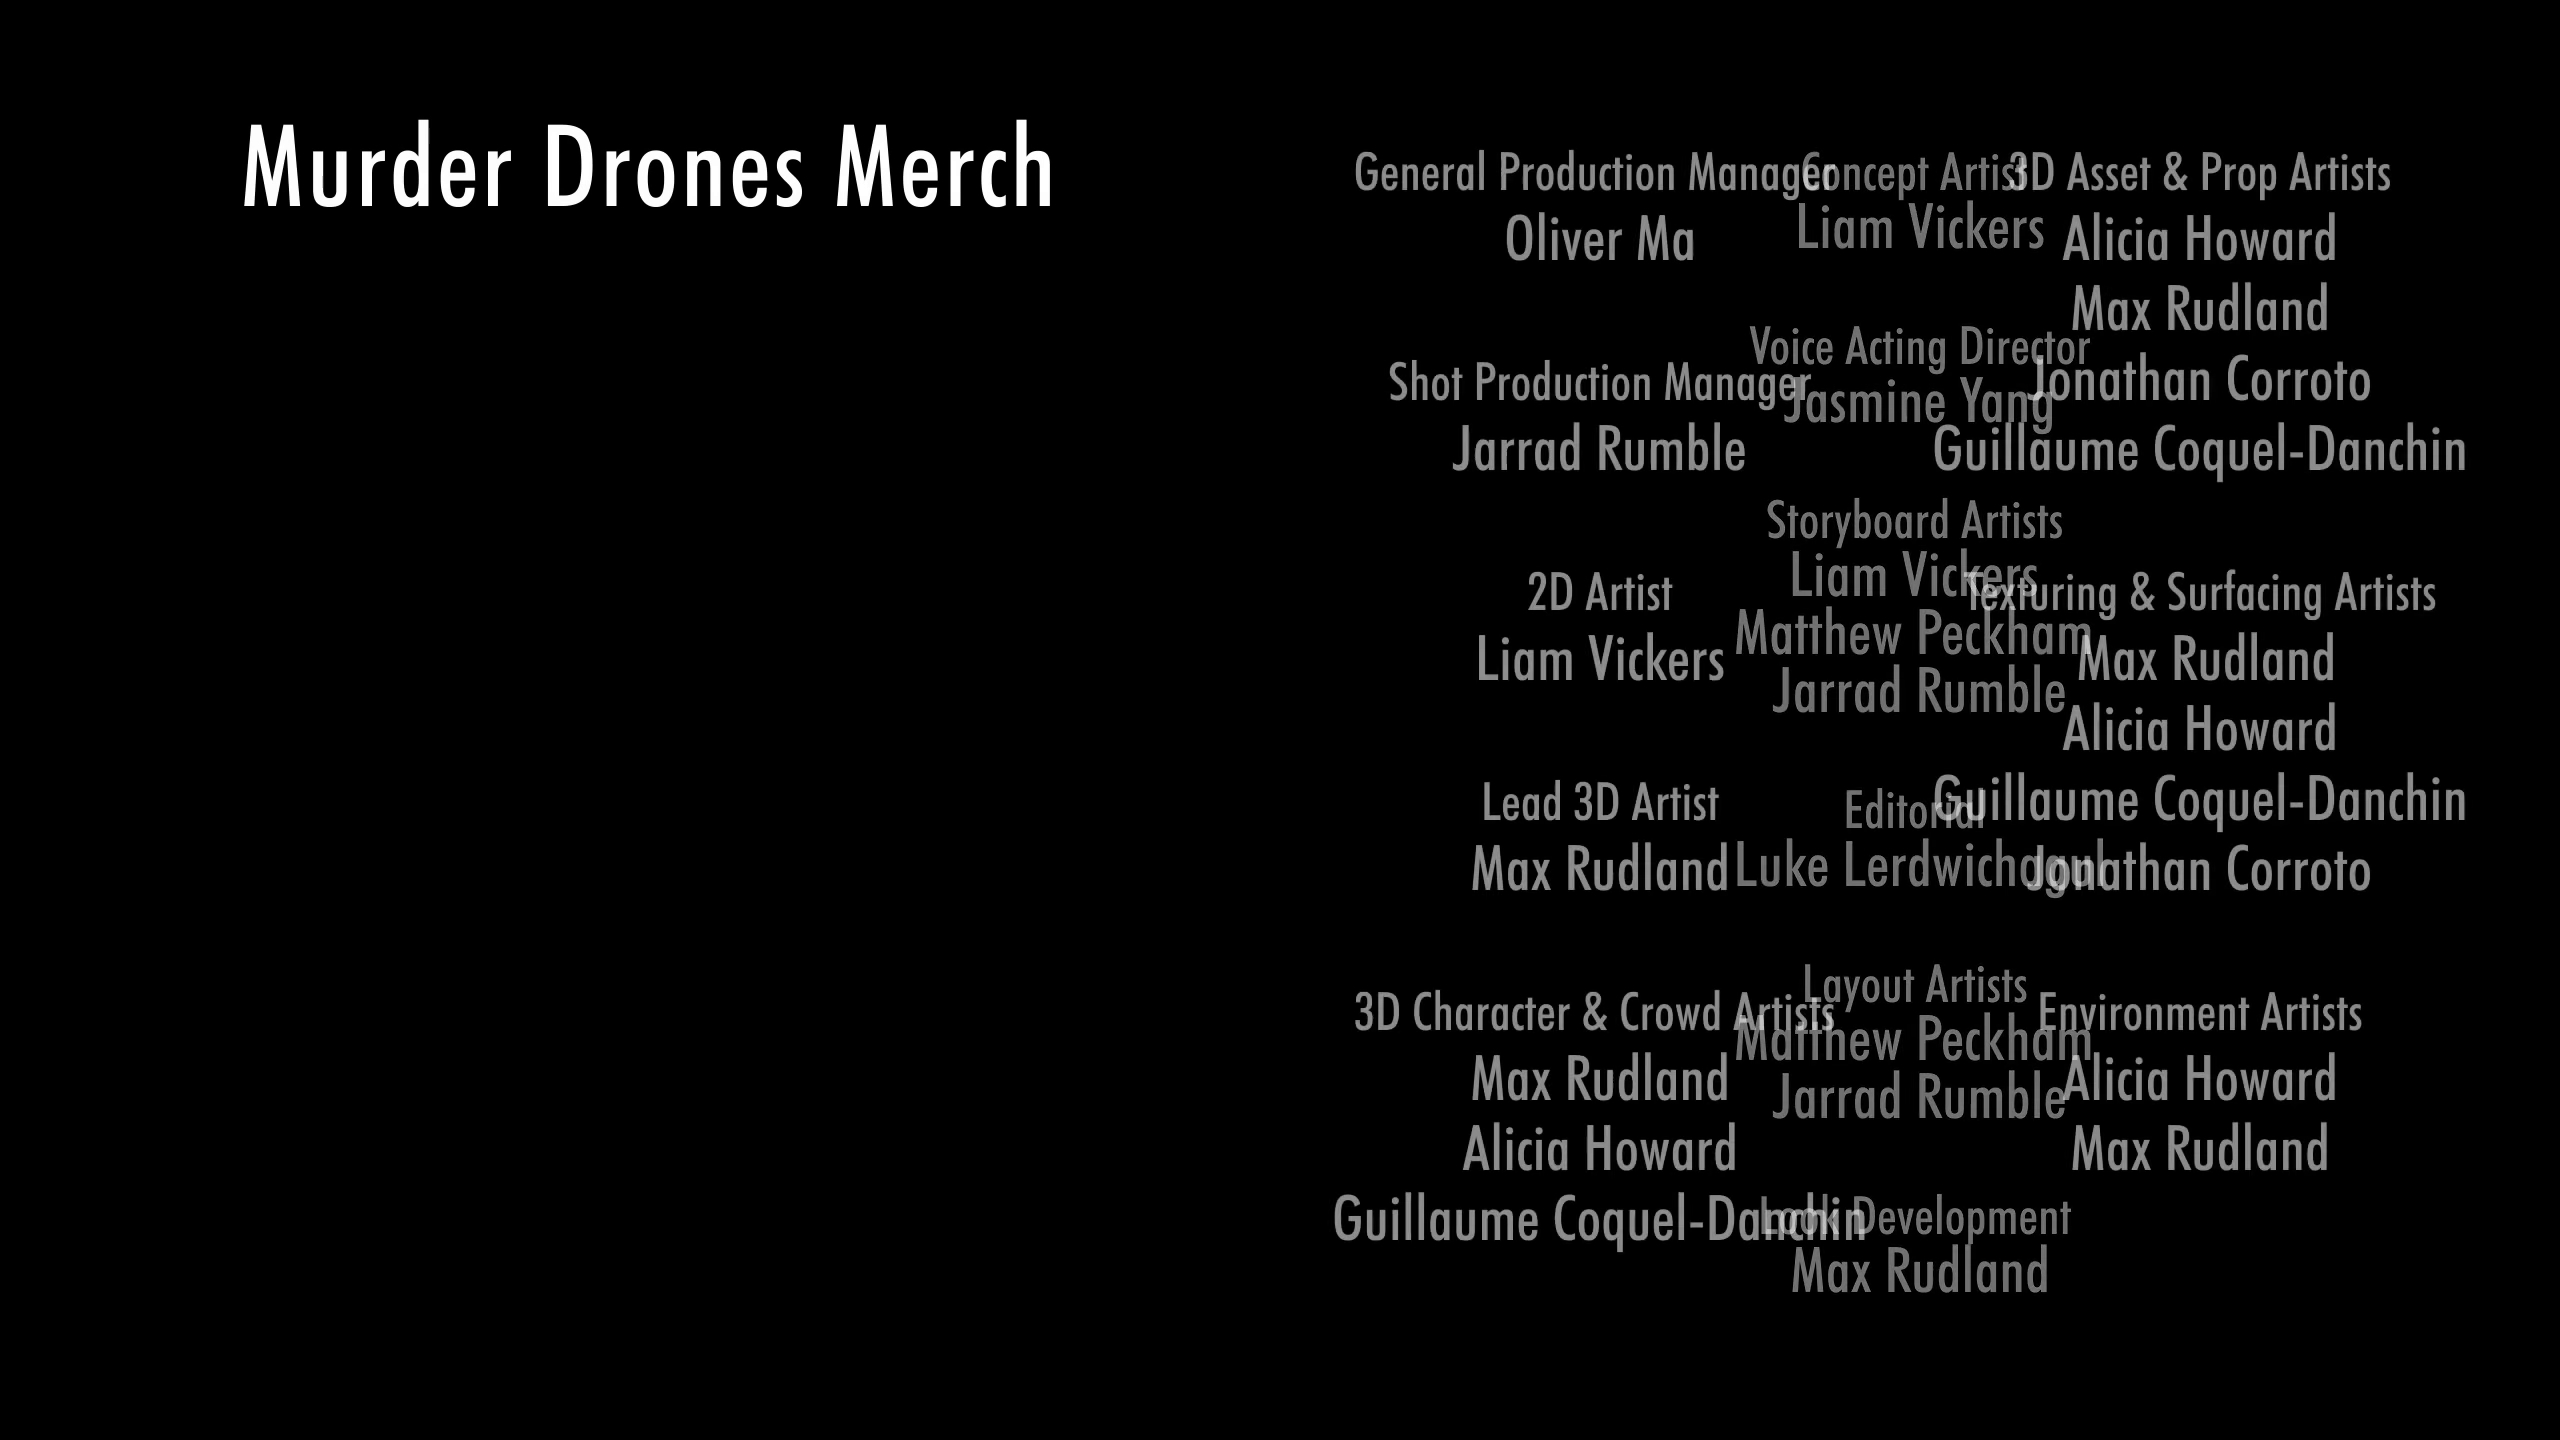 Murder Drones Merch
General Production Manager
Oliver Ma
Shot Production Manager
Jarrad Rumble
2D Artist
Liam Vickers
Lead 3D Artist
Max Rudland
3D Character & Crowd Artists
Max Rudland
Alicia Howard
Guillaume Coquel-Danchin
Concept Artist
Liam Vickers
Voice Acting Director
Jasmine Yang
Storyboard Artists
Liam Vickers
Matthew Peckham
Jarrad Rumble
Editorial
Luke
Layout Artists
Matthew Peckham
Jarrad Rumble
Look Development
Max Rudland
3D Asset & Prop Artists
Alicia Howard
Max Rudland
Jonathan Corroto
Guillaume Coquel-Danchin
Texturing & Surfacing Artists
Max Rudland
Alicia Howard
Guillaume Coquel-Danchin
Jonathan Corroto
Environment Artists
Alicia Howard
Max Rudland